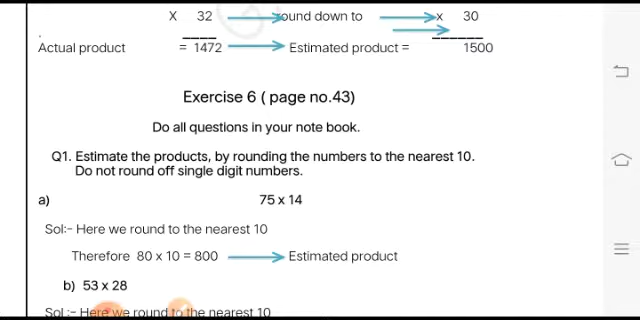 X 32 round down to x 30
Actual product = 1472 Estimated product = 1500
Exercise 6 ( page no.43)
Do all questions in your note book.
Q1. Estimate the products, by rounding the numbers to the nearest 10.
Do not round off single digit numbers.
a) 75 x 14
Sol:- Here we round to the nearest 10
Therefore 80 x 10 = 800 Estimated product
b) 53 x 28
Sol :- Here we round to the nearest 10